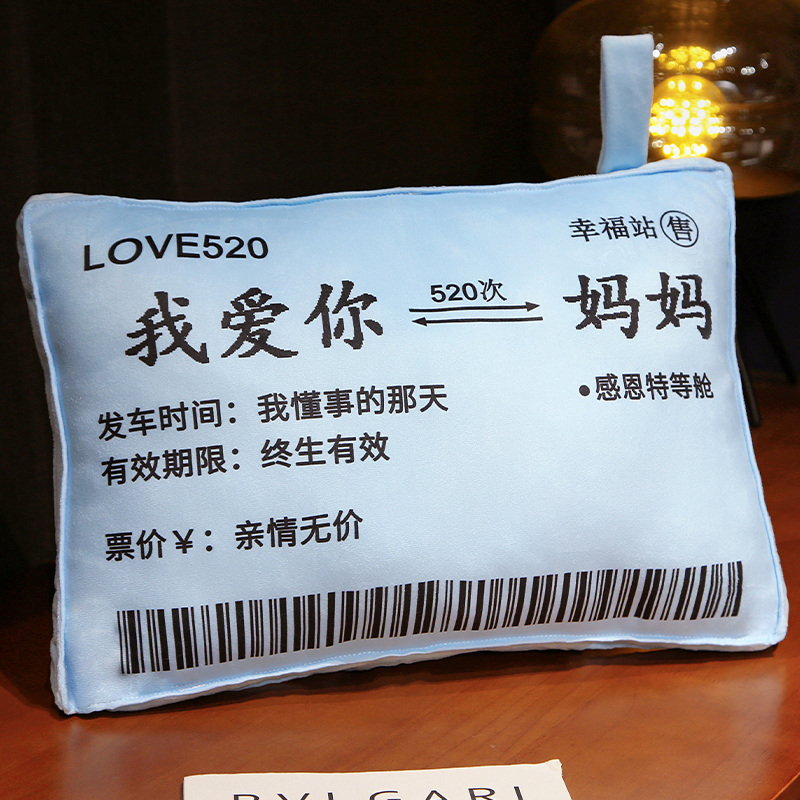 LOVE520
幸福站 售
我爱你 520次 妈妈
发车时间：我懂事的那天
•感恩特等舱
有效期限：终生有效
票价￥：亲情无价
BVLGARI